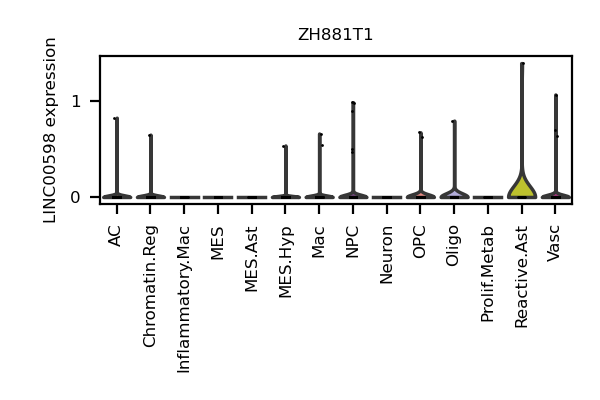 ZH881T1
LINC00598 expression
1
0
AC
Chromatin.Reg
Inflammatory.Mac
MES
MES.Ast
MES.Hyp
Mac
NPC
Neuron
OPC
Oligo
Prolif.Metab
Reactive.Ast
Vasc